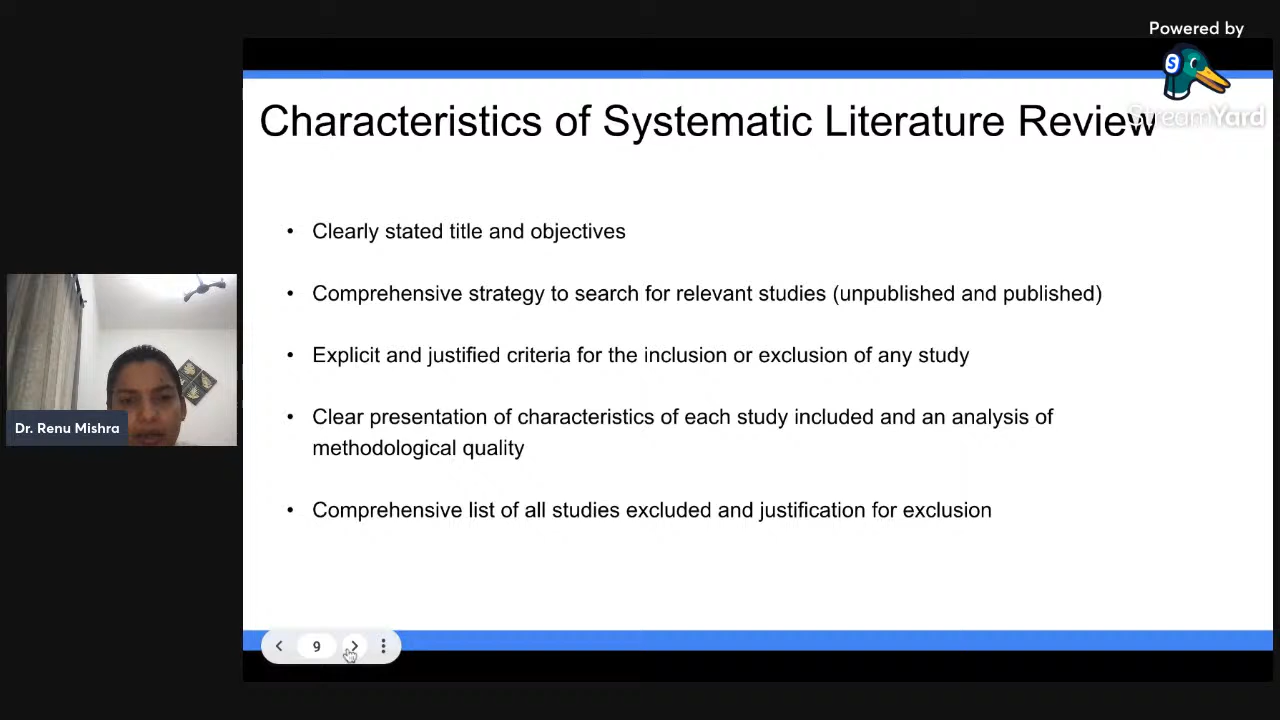 Powered by
StreamYard
Characteristics of Systematic Literature Review
• Clearly stated title and objectives
• Comprehensive strategy to search for relevant studies (unpublished and published)
• Explicit and justified criteria for the inclusion or exclusion of any study
• Clear presentation of characteristics of each study included and an analysis of
methodological quality
• Comprehensive list of all studies excluded and justification for exclusion
Dr. Renu Mishra
9